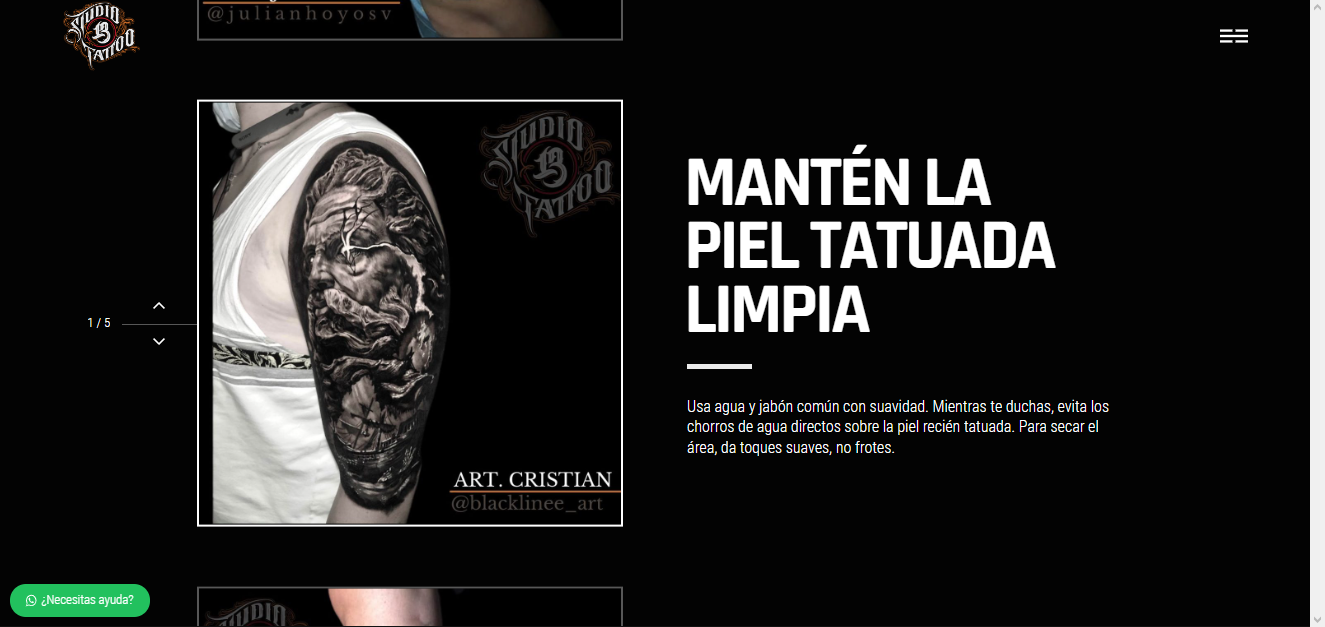 STUDIO
B
TATTOO
@julianhoyosv
STUDIO
B
TATTOO
MANTÉN LA
PIEL TATUADA
LIMPIA
1 / 5
Usa agua y jabón común con suavidad. Mientras te duchas, evita los
chorros de agua directos sobre la piel recién tatuada. Para secar el
área, da toques suaves, no frotes.
ART. CRISTIAN
@blacklinee_art
¿Necesitas ayuda?
STUDIO